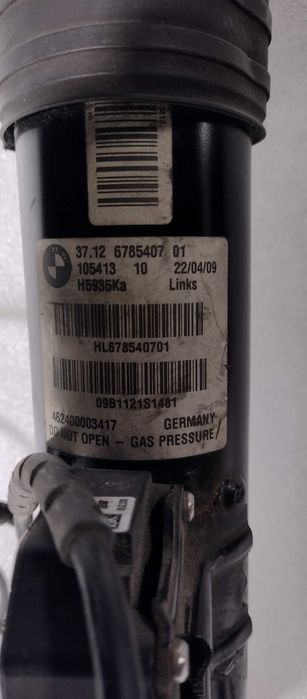 37.12 6785407 01
105413 10 22/04/09
H5935Ka Links
HL678540701
09B1121S1481
462400003417 GERMANY
DO NOT OPEN - GAS PRESSURE